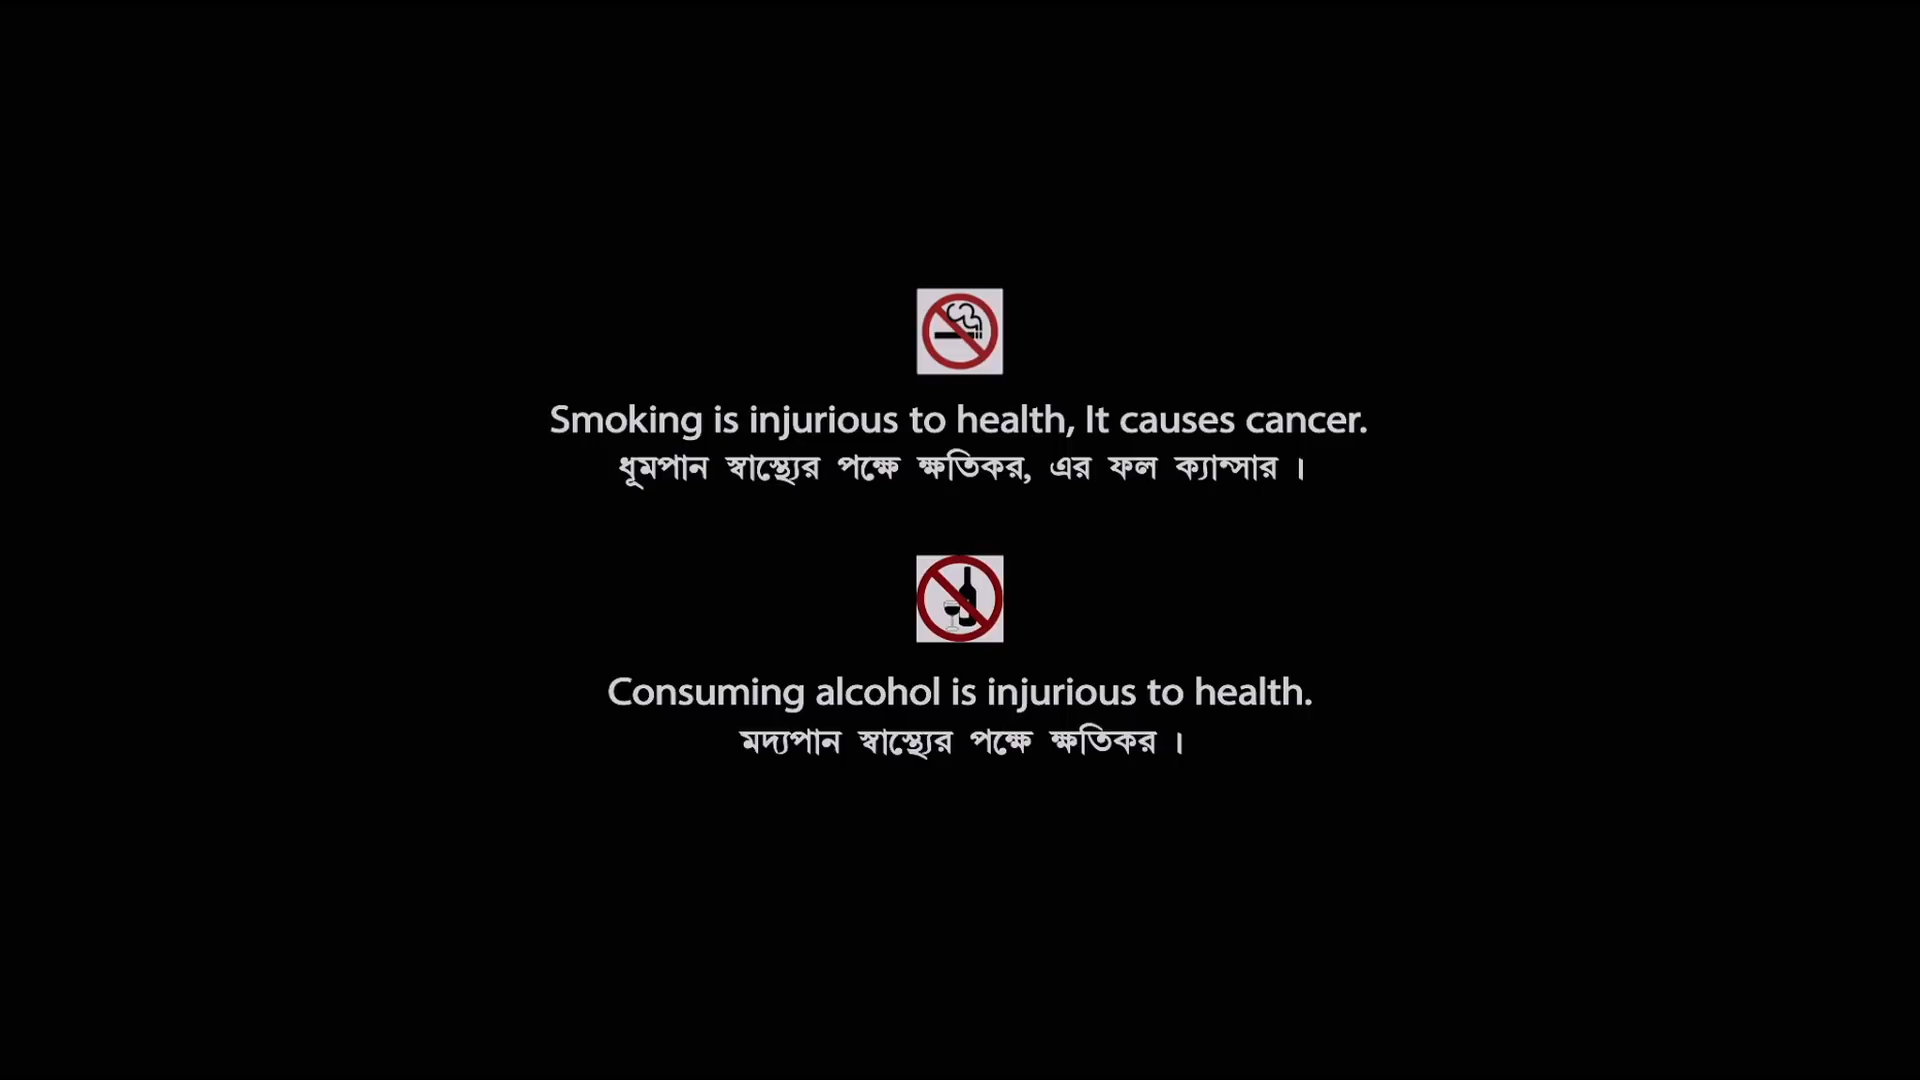 Smoking is injurious to health, It causes cancer.
ধূমপান স্বাস্থ্যের পক্ষে ক্ষতিকর, এর ফল ক্যান্সার ।
Consuming alcohol is injurious to health.
মদ্যপান স্বাস্থ্যের পক্ষে ক্ষতিকর ।